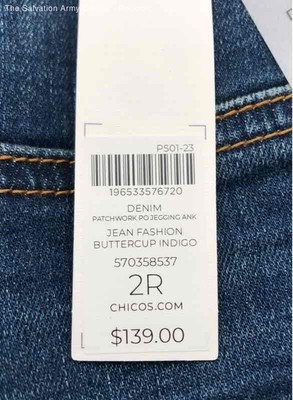 The Salvation Army
PS01-23
196533576720
DENIM
PATCHWORK PO JEGGING ANK
JEAN FASHION
BUTTERCUP INDIGO
570358537
2R
CHICOS.COM
$139.00